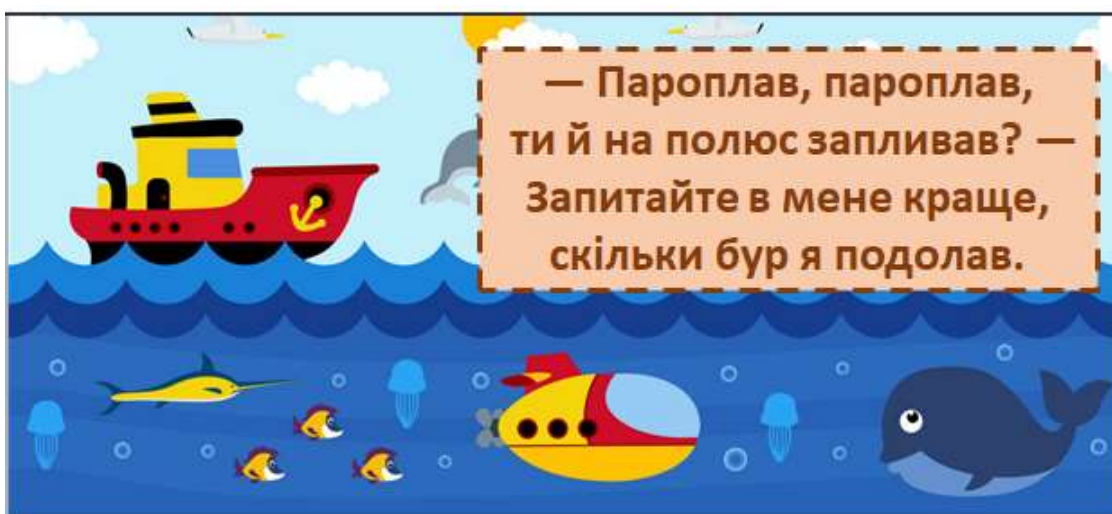 — Пароплав, пароплав,
ти й на полюс запливав? —
Запитайте в мене краще,
скільки бур я подолав.